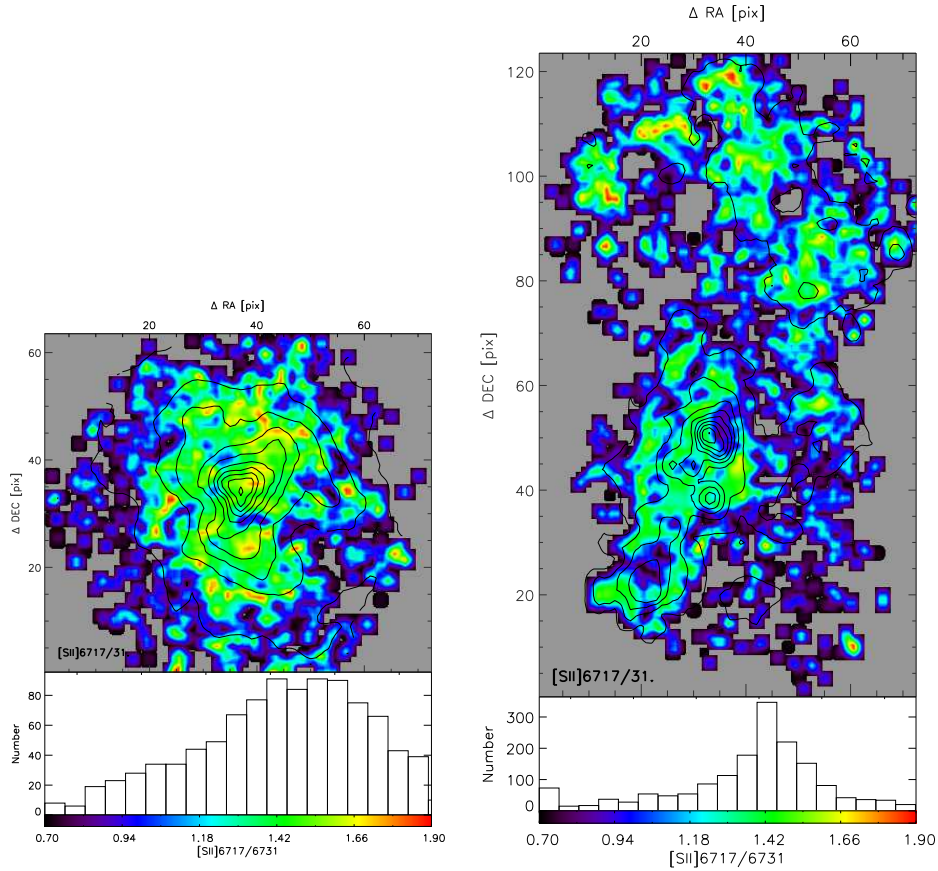 Δ RA [pix]
20 40 60
120
100
80
60
40
20
Δ DEC [pix]
[SII]6717/31.
300
200
100
0
Number
0.70 0.94 1.18 1.42 1.66 1.90
[SII]6717/6731
Δ RA [pix]
20 40 60
60
40
20
Δ DEC [pix]
[SII]6717/31
80
60
40
20
0
Number
0.70 0.94 1.18 1.42 1.66 1.90
[SII]6717/6731